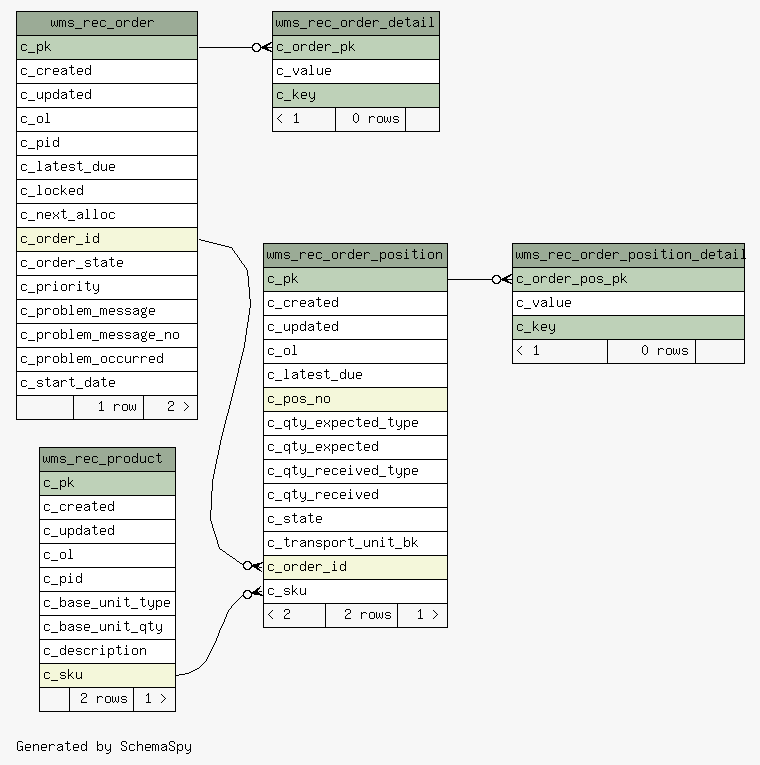 wms_rec_order
c_pk
c_created
c_updated
c_ol
c_pid
c_latest_due
c_locked
c_next_alloc
c_order_id
c_order_state
c_priority
c_problem_message
c_problem_message_no
c_problem_occurred
c_start_date
1 row 2 >
wms_rec_order_detail
c_order_pk
c_value
c_key
< 1 0 rows
wms_rec_order_position
c_pk
c_created
c_updated
c_ol
c_latest_due
c_pos_no
c_qty_expected_type
c_qty_expected
c_qty_received_type
c_qty_received
c_state
c_transport_unit_bk
c_order_id
c_sku
< 2 2 rows 1 >
wms_rec_order_position_detail
c_order_pos_pk
c_value
c_key
< 1 0 rows
wms_rec_product
c_pk
c_created
c_updated
c_ol
c_pid
c_base_unit_type
c_base_unit_qty
c_description
c_sku
2 rows 1 >
Generated by SchemaSpy